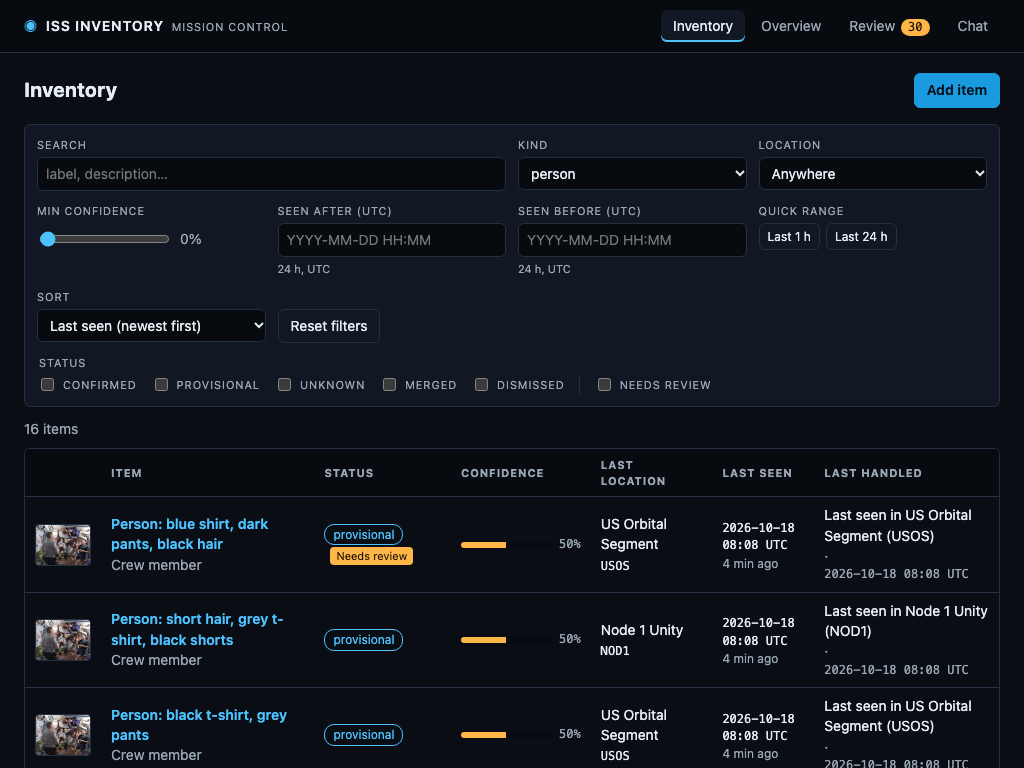 ISS INVENTORY MISSION CONTROL
Inventory Overview Review 30 Chat
Inventory
Add item
SEARCH KIND LOCATION
label, description... person Anywhere
MIN CONFIDENCE SEEN AFTER (UTC) SEEN BEFORE (UTC) QUICK RANGE
0% YYYY-MM-DD HH:MM YYYY-MM-DD HH:MM Last 1 h Last 24 h
24 h, UTC 24 h, UTC
SORT
Last seen (newest first) Reset filters
STATUS
CONFIRMED PROVISIONAL UNKNOWN MERGED DISMISSED NEEDS REVIEW
16 items
ITEM STATUS CONFIDENCE LAST LOCATION LAST SEEN LAST HANDLED
Person: blue shirt, dark
pants, black hair
Crew member
provisional
Needs review
50%
US Orbital
Segment
USOS
2026-10-18
08:08 UTC
4 min ago
Last seen in US Orbital
Segment (USOS)
·
2026-10-18 08:08 UTC
Person: short hair, grey t-
shirt, black shorts
Crew member
provisional
50%
Node 1 Unity
NOD1
2026-10-18
08:08 UTC
4 min ago
Last seen in Node 1 Unity
(NOD1)
·
2026-10-18 08:08 UTC
Person: black t-shirt, grey
pants
Crew member
provisional
50%
US Orbital
Segment
USOS
2026-10-18
08:08 UTC
4 min ago
Last seen in US Orbital
Segment (USOS)
·
2026-10-18 08:08 UTC